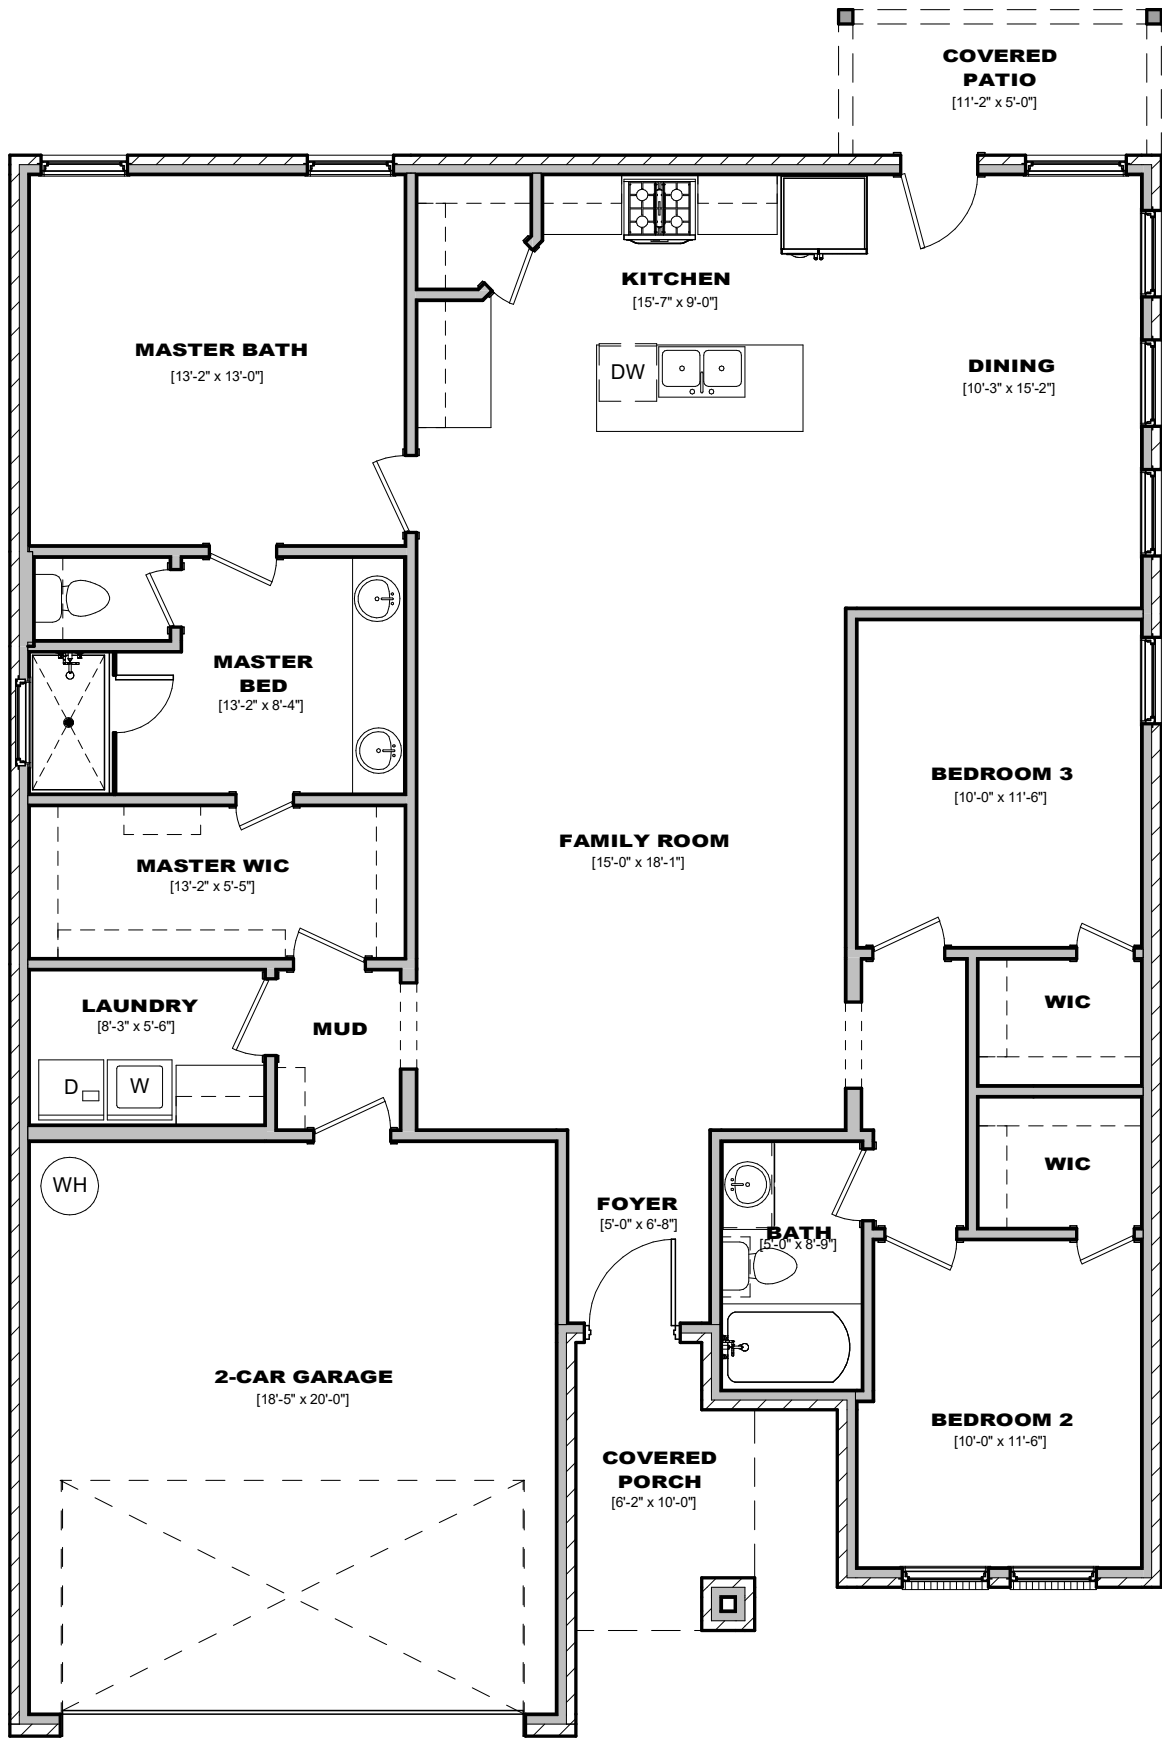 COVERED
PATIO
[11'-2" x 5'-0"]
KITCHEN
[15'-7" x 9'-0"]
MASTER BATH
[13'-2" x 13'-0"]
DW
DINING
[10'-3" x 15'-2"]
MASTER
BED
[13'-2" x 8'-4"]
BEDROOM 3
[10'-0" x 11'-6"]
FAMILY ROOM
[15'-0" x 18'-1"]
MASTER WIC
[13'-2" x 5'-5"]
LAUNDRY
[8'-3" x 5'-6"]
MUD
WIC
D
W
WIC
WH
FOYER
[5'-0" x 6'-8"]
BATH
[5'-0" x 8'-9"]
2-CAR GARAGE
[18'-5" x 20'-0"]
BEDROOM 2
[10'-0" x 11'-6"]
COVERED
PORCH
[6'-2" x 10'-0"]